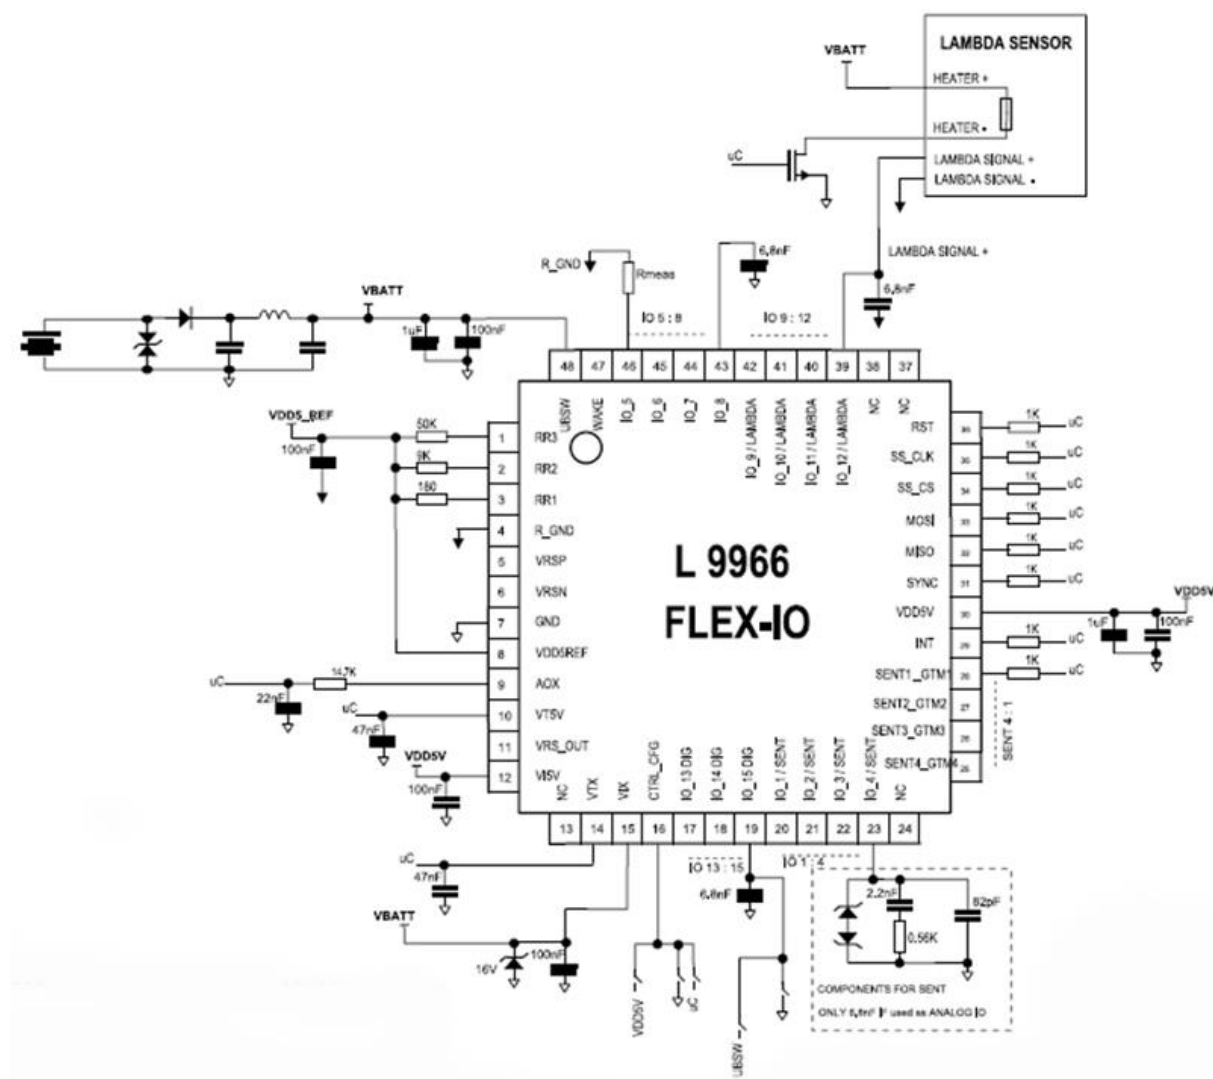 LAMBDA SENSOR
VBATT
HEATER +
HEATER -
uC
LAMBDA SIGNAL +
LAMBDA SIGNAL -
LAMBDA SIGNAL +
R_GND
Rmeas
6,8nF
6,8nF
VBATT
IO 5 : 8
IO 9 : 12
1uF
100nF
48 47 46 45 44 43 42 41 40 39 38 37
UBSW
WAKE
IO_5
IO_6
IO_7
IO_8
IO_9 / LAMBDA
IO_10 / LAMBDA
IO_11 / LAMBDA
IO_12 / LAMBDA
NC
NC
VDD5_REF
100nF
50K
9K
160
1 RR3
2 RR2
3 RR1
4 R_GND
5 VRSP
6 VRSN
7 GND
8 VDD5REF
uC
22nF
14,7K
9 AOX
uC
47nF
10 VT5V
11 VRS_OUT
VDD5V
100nF
12 VI5V
L 9966
FLEX-IO
RST 1K uC
SS_CLK 1K uC
SS_CS 34 1K uC
MOSI 33 1K uC
MISO 32 1K uC
SYNC 31 1K uC
VDD5V 30 VDD5V
1uF
100nF
INT 29 1K uC
SENT1_GTM1 28 1K uC
SENT2_GTM2 27
SENT3_GTM3
SENT4_GTM4 25
SENT 4 : 1
NC
VTX
VIX
CTRL_CFG
IO_13 DIG
IO_14 DIG
IO_15 DIG
IO_1 / SENT
IO_2 / SENT
IO_3 / SENT
IO_4 / SENT
NC
13 14 15 16 17 18 19 20 21 22 23 24
uC
47nF
IO 13 : 15
IO 1 : 4
6,8nF
VBATT
16V
100nF
VDD5V
uC
UBSW
2.2nF
82pF
0.56K
COMPONENTS FOR SENT
ONLY 6,8nF IF used as ANALOG IO